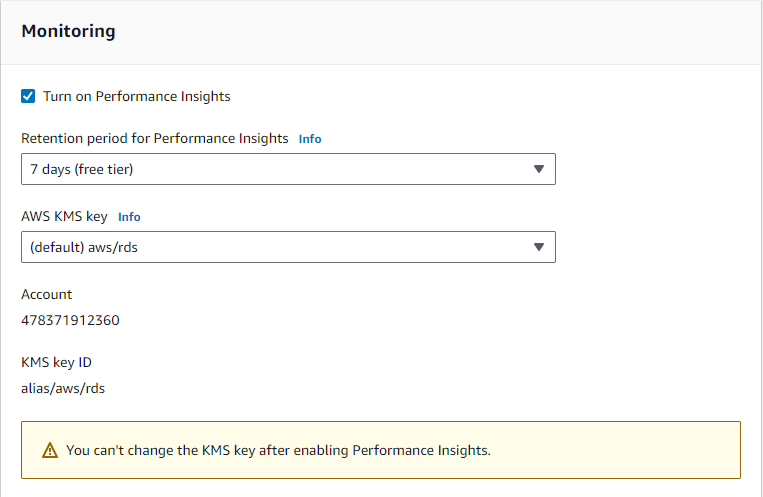 Monitoring
Turn on Performance Insights
Retention period for Performance Insights Info
7 days (free tier)
AWS KMS key Info
(default) aws/rds
Account
478371912360
KMS key ID
alias/aws/rds
You can't change the KMS key after enabling Performance Insights.